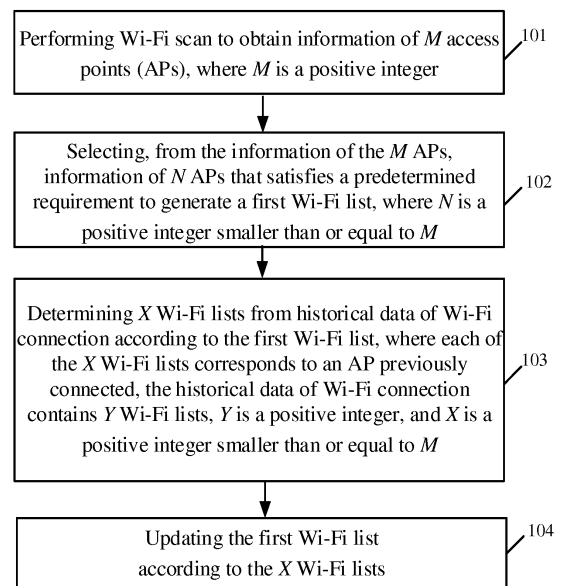 Performing Wi-Fi scan to obtain information of M access
points (APs), where M is a positive integer
101
Selecting, from the information of the M APs,
information of N APs that satisfies a predetermined
requirement to generate a first Wi-Fi list, where N is a
positive integer smaller than or equal to M
102
Determining X Wi-Fi lists from historical data of Wi-Fi
connection according to the first Wi-Fi list, where each of
the X Wi-Fi lists corresponds to an AP previously
connected, the historical data of Wi-Fi connection
contains Y Wi-Fi lists, Y is a positive integer, and X is a
positive integer smaller than or equal to M
103
Updating the first Wi-Fi list
according to the X Wi-Fi lists
104